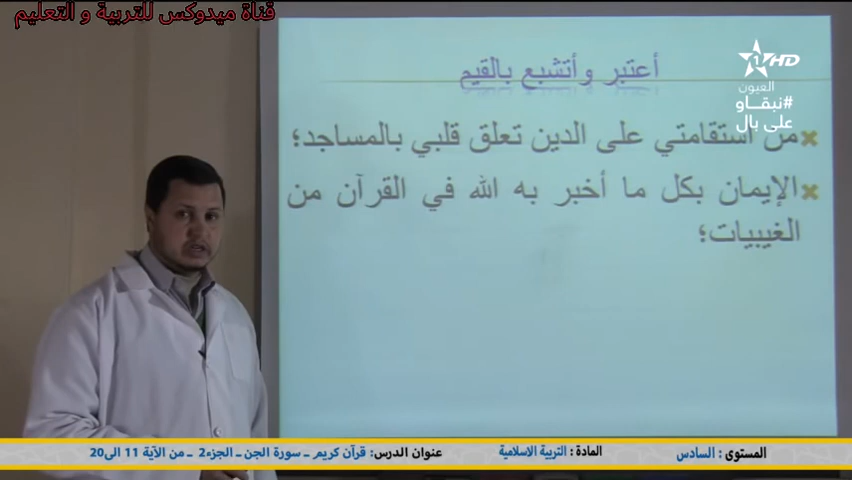 قناة ميدوكس للتربية و التعليم
أعتبر وأتشبع بالقيم
1 HD
العيون
#نبقاو
على بال
من استقامتي على الدين تعلق قلبي بالمساجد؛
الإيمان بكل ما أخبر به الله في القرآن من
الغيبيات؛
المستوى : السادس المادة : التربية الاسلامية عنوان الدرس: قرآن كريم ـ سورة الجن ـ الجزء2 ـ من الآية 11 الى20